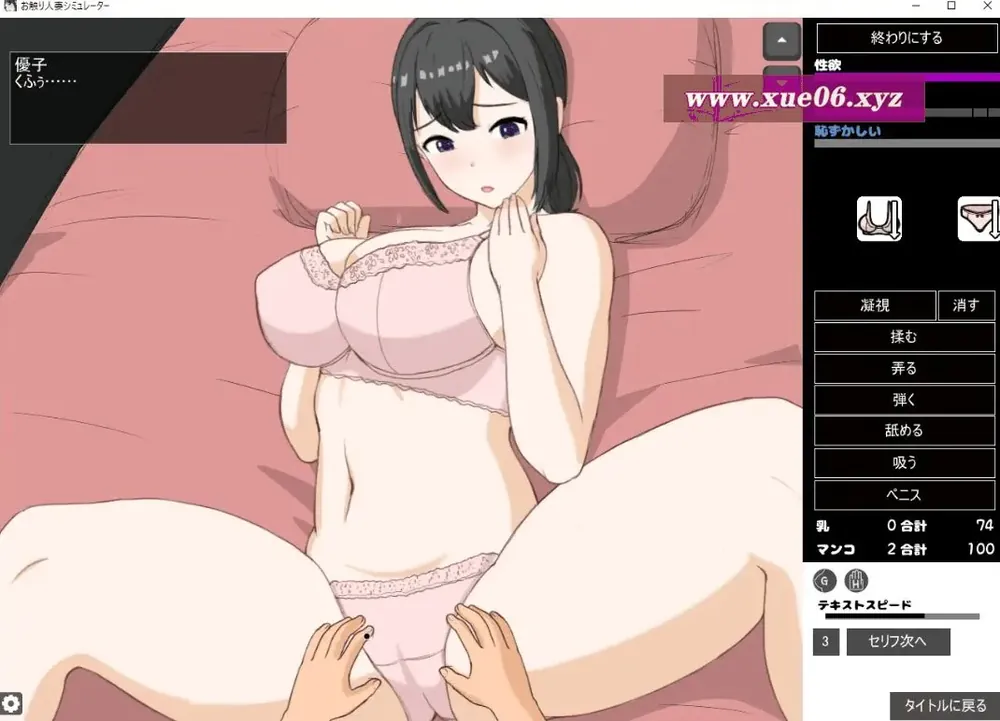 お触り人妻シミュレーター
優子
くふぅ……
終わりにする
性欲
www.xue06.xyz
恥ずかしい
凝視
消す
揉む
弄る
弾く
舐める
吸う
ペニス
乳 0 合計 74
マンコ 2 合計 100
G H
テキストスピード
3 セリフ次へ
タイトルに戻る